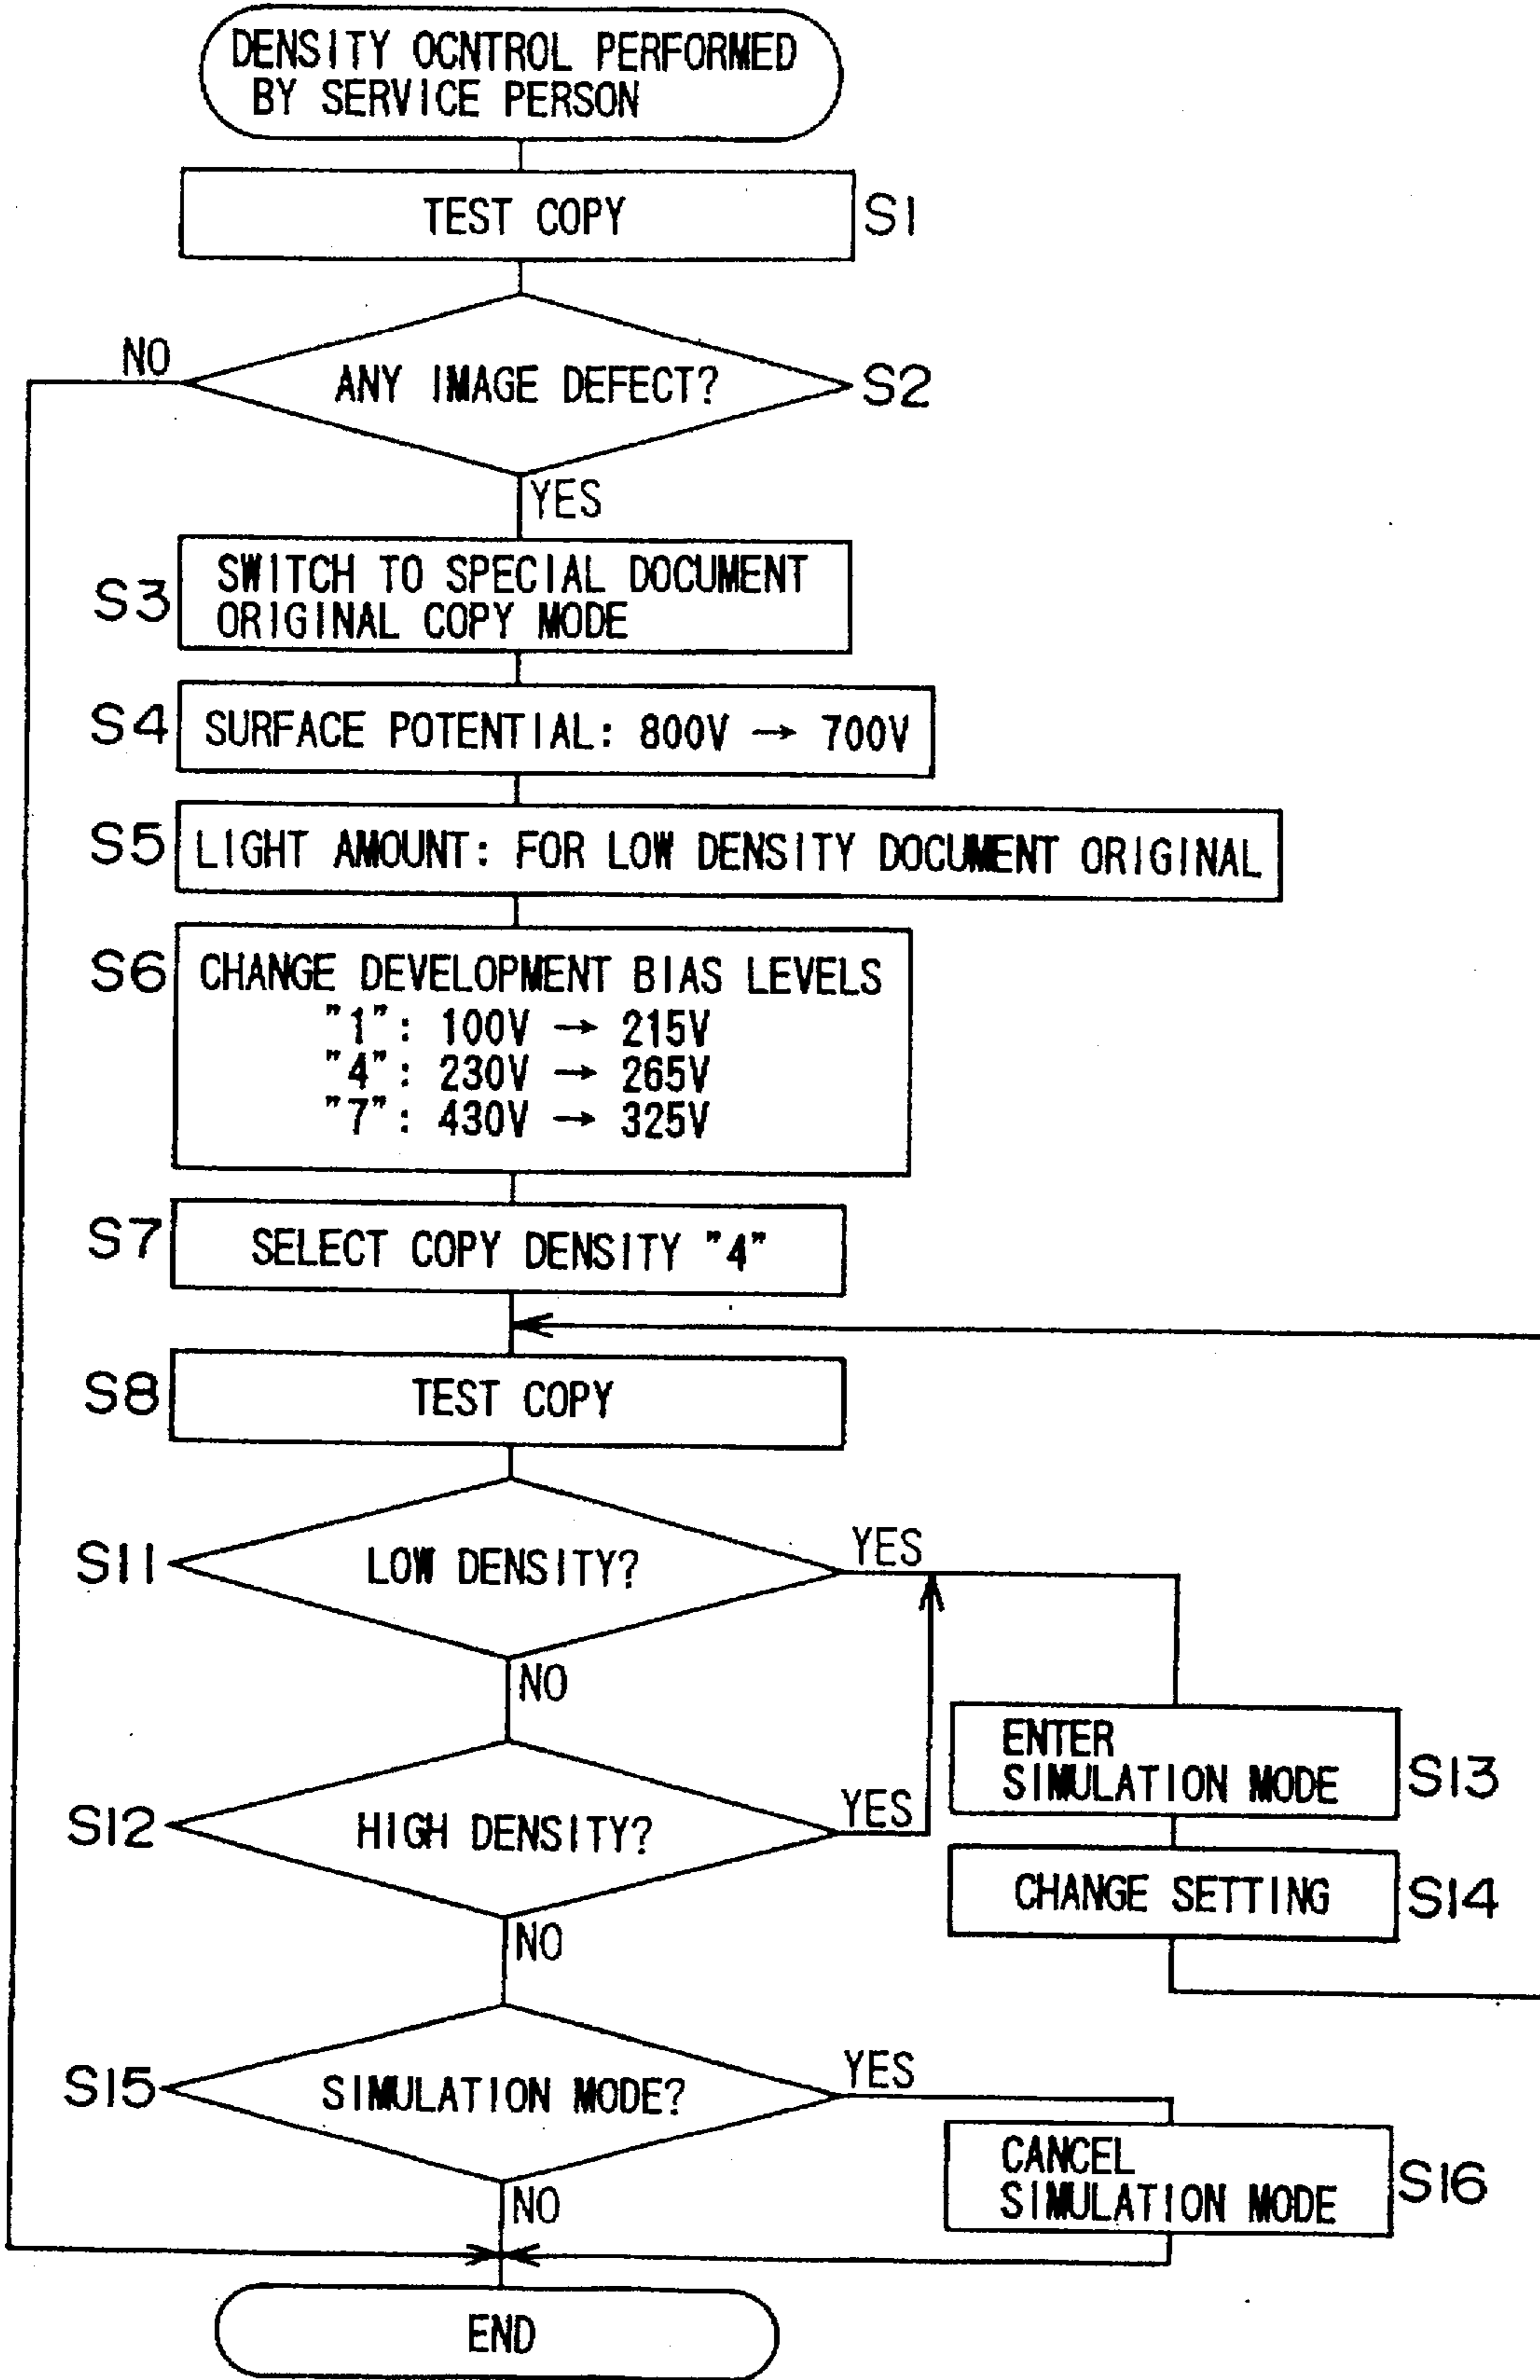 DENSITY OCNTROL PERFORMED
BY SERVICE PERSON
TEST COPY
S1
NO
ANY IMAGE DEFECT?
S2
YES
S3
SWITCH TO SPECIAL DOCUMENT
ORIGINAL COPY MODE
S4
SURFACE POTENTIAL: 800V → 700V
S5
LIGHT AMOUNT: FOR LOW DENSITY DOCUMENT ORIGINAL
S6
CHANGE DEVELOPMENT BIAS LEVELS
"1": 100V → 215V
"4": 230V → 265V
"7": 430V → 325V
S7
SELECT COPY DENSITY "4"
S8
TEST COPY
S11
LOW DENSITY?
YES
NO
ENTER
SIMULATION MODE
S13
S12
HIGH DENSITY?
YES
CHANGE SETTING
S14
NO
S15
SIMULATION MODE?
YES
CANCEL
SIMULATION MODE
S16
NO
END